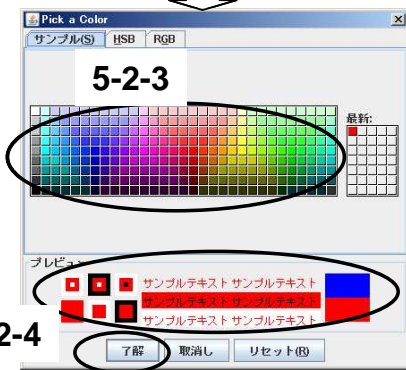 Pick a Color
サンプル(S) HSB RGB
5-2-3
最新:
プレビュー
サンプルテキスト サンプルテキスト
サンプルテキスト サンプルテキスト
サンプルテキスト サンプルテキスト
2-4
了解 取消し リセット(R)